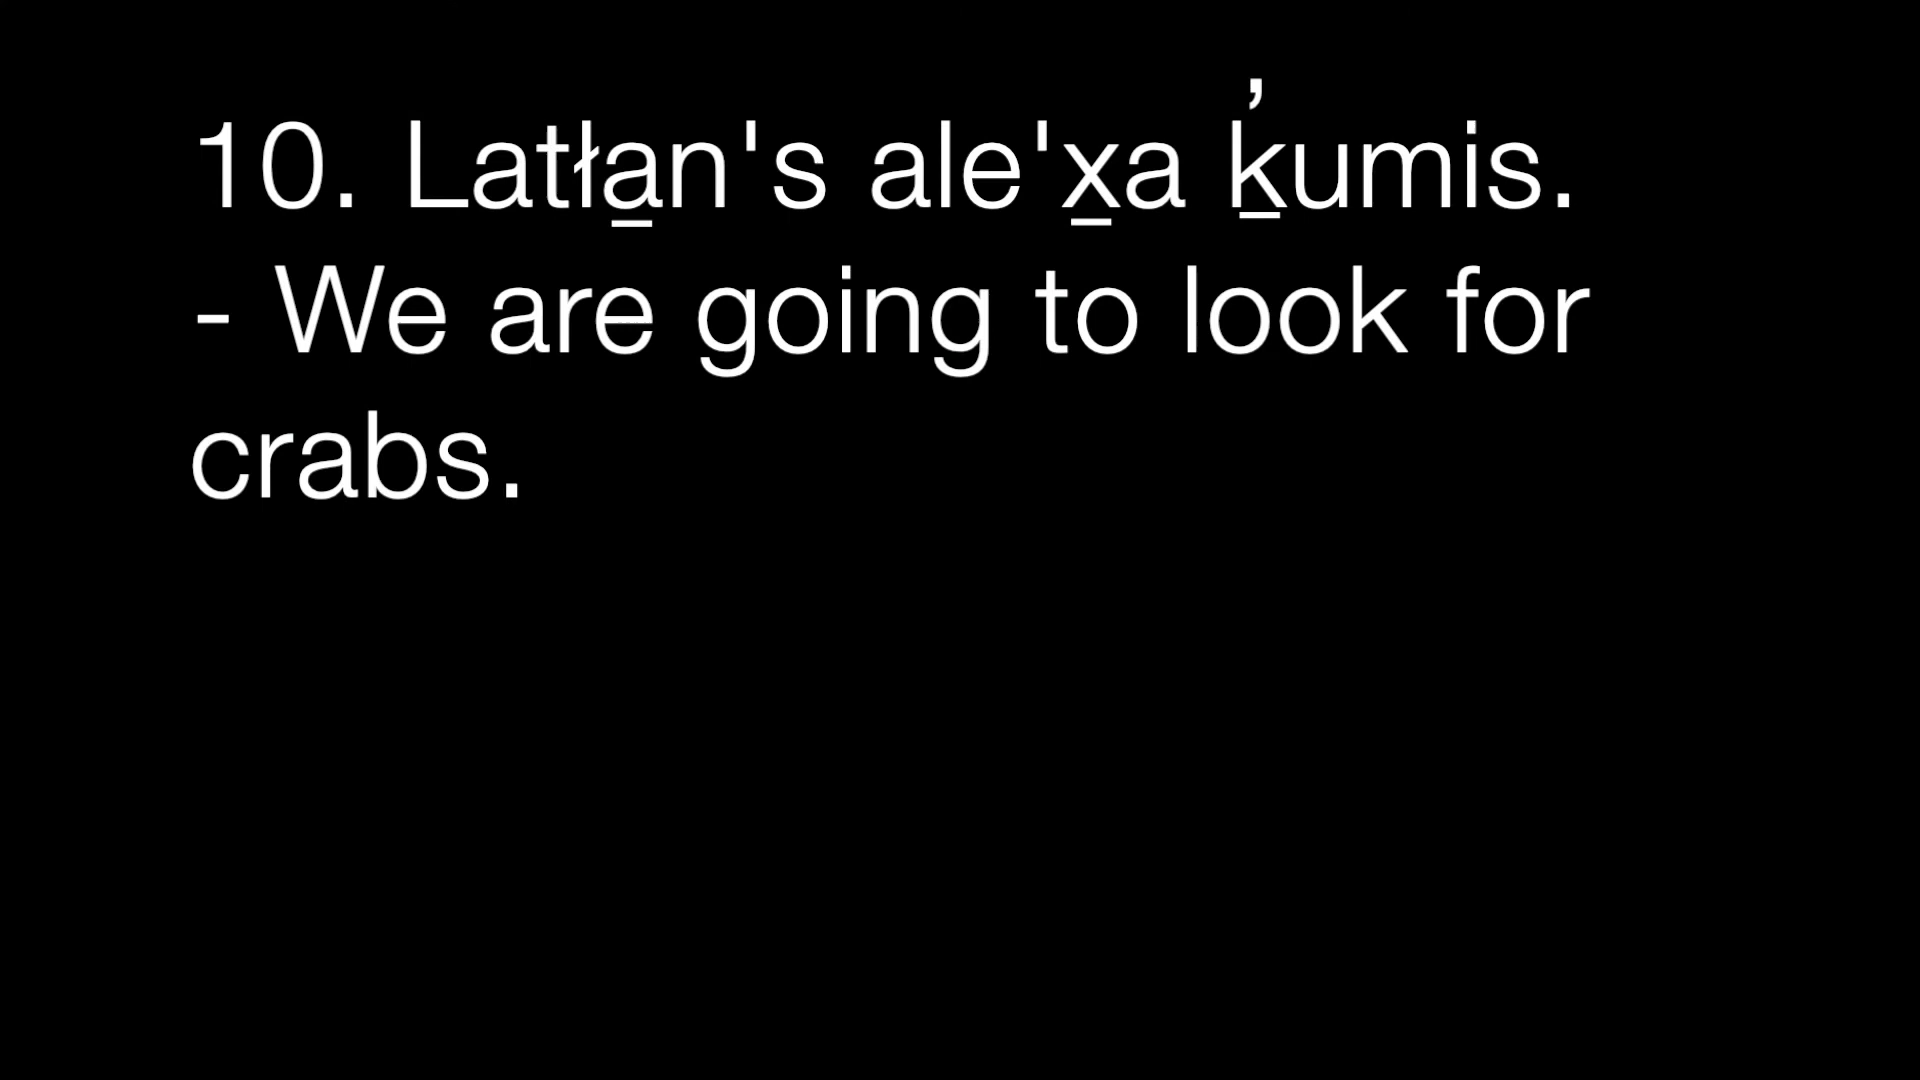 10. Latła̱n's ale'x̱a ḵ̓umis.
- We are going to look for
crabs.